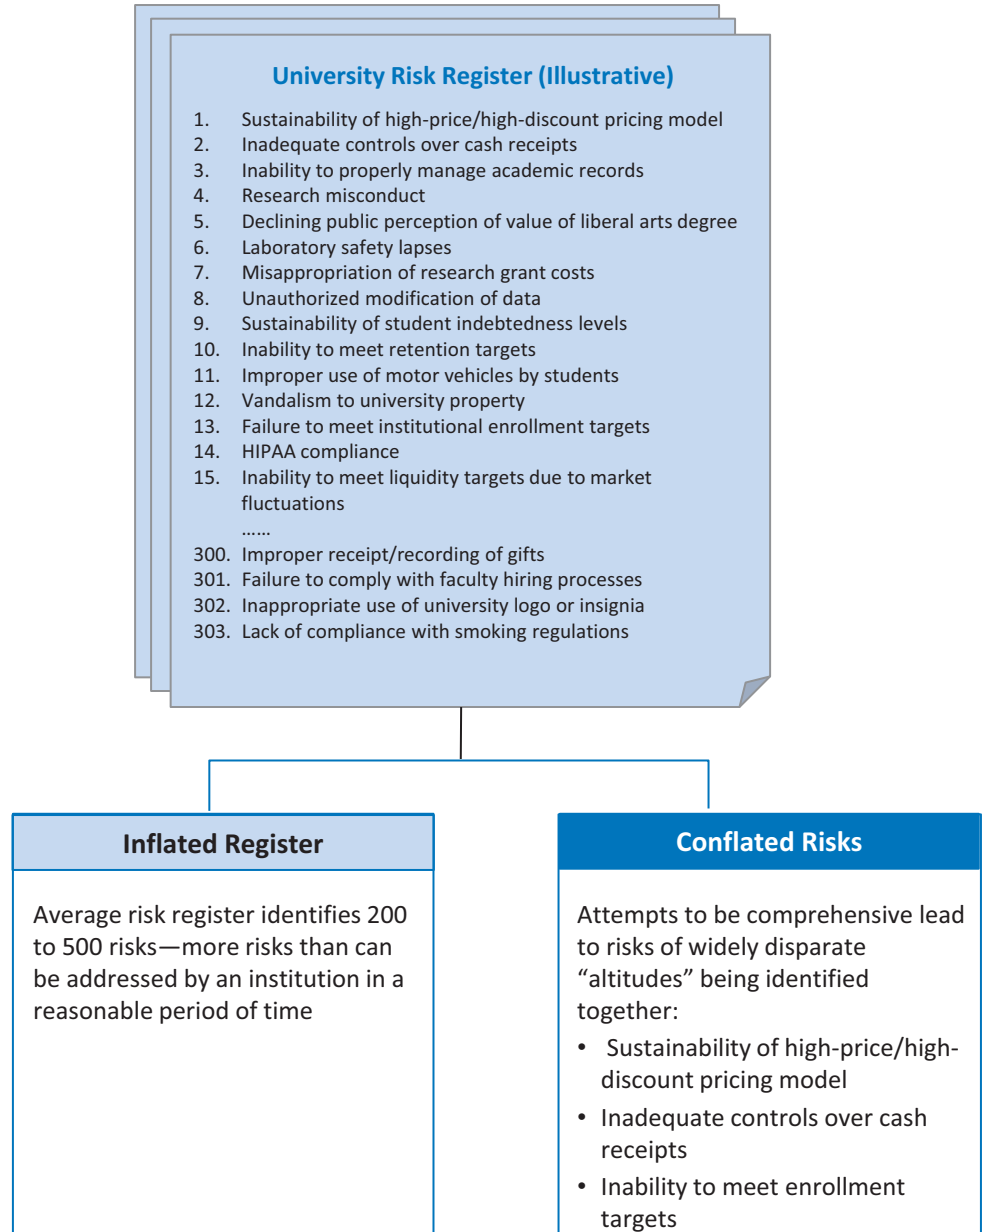 University Risk Register (Illustrative)
1. Sustainability of high-price/high-discount pricing model
2. Inadequate controls over cash receipts
3. Inability to properly manage academic records
4. Research misconduct
5. Declining public perception of value of liberal arts degree
6. Laboratory safety lapses
7. Misappropriation of research grant costs
8. Unauthorized modification of data
9. Sustainability of student indebtedness levels
10. Inability to meet retention targets
11. Improper use of motor vehicles by students
12. Vandalism to university property
13. Failure to meet institutional enrollment targets
14. HIPAA compliance
15. Inability to meet liquidity targets due to market
fluctuations
……
300. Improper receipt/recording of gifts
301. Failure to comply with faculty hiring processes
302. Inappropriate use of university logo or insignia
303. Lack of compliance with smoking regulations
Inflated Register
Average risk register identifies 200
to 500 risks—more risks than can
be addressed by an institution in a
reasonable period of time
Conflated Risks
Attempts to be comprehensive lead
to risks of widely disparate
“altitudes” being identified
together:
• Sustainability of high-price/high-
discount pricing model
• Inadequate controls over cash
receipts
• Inability to meet enrollment
targets